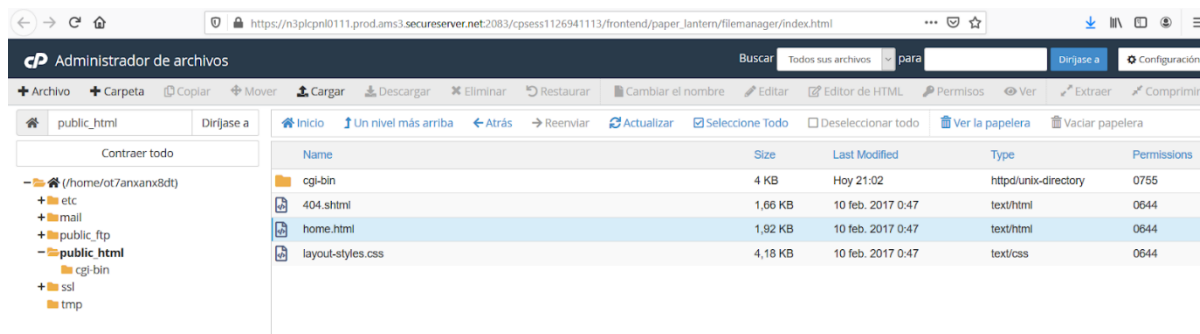 https://n3plcpnl0111.prod.ams3.secureserver.net:2083/cpsess1126941113/frontend/paper_lantern/filemanager/index.html
cP Administrador de archivos
Buscar Todos sus archivos para Diríjase a Configuración
Archivo Carpeta Copiar Mover Cargar Descargar Eliminar Restaurar Cambiar el nombre Editar Editor de HTML Permisos Ver Extraer Comprimir
public_html Diríjase a Inicio Un nivel más arriba Atrás Reenviar Actualizar Seleccione Todo Deseleccionar todo Ver la papelera Vaciar papelera
Contraer todo
(/home/ot7anxanx8dt)
etc
mail
public_ftp
public_html
cgi-bin
ssl
tmp
Name Size Last Modified Type Permissions
cgi-bin 4 KB Hoy 21:02 httpd/unix-directory 0755
404.shtml 1,66 KB 10 feb. 2017 0:47 text/html 0644
home.html 1,92 KB 10 feb. 2017 0:47 text/html 0644
layout-styles.css 4,18 KB 10 feb. 2017 0:47 text/css 0644